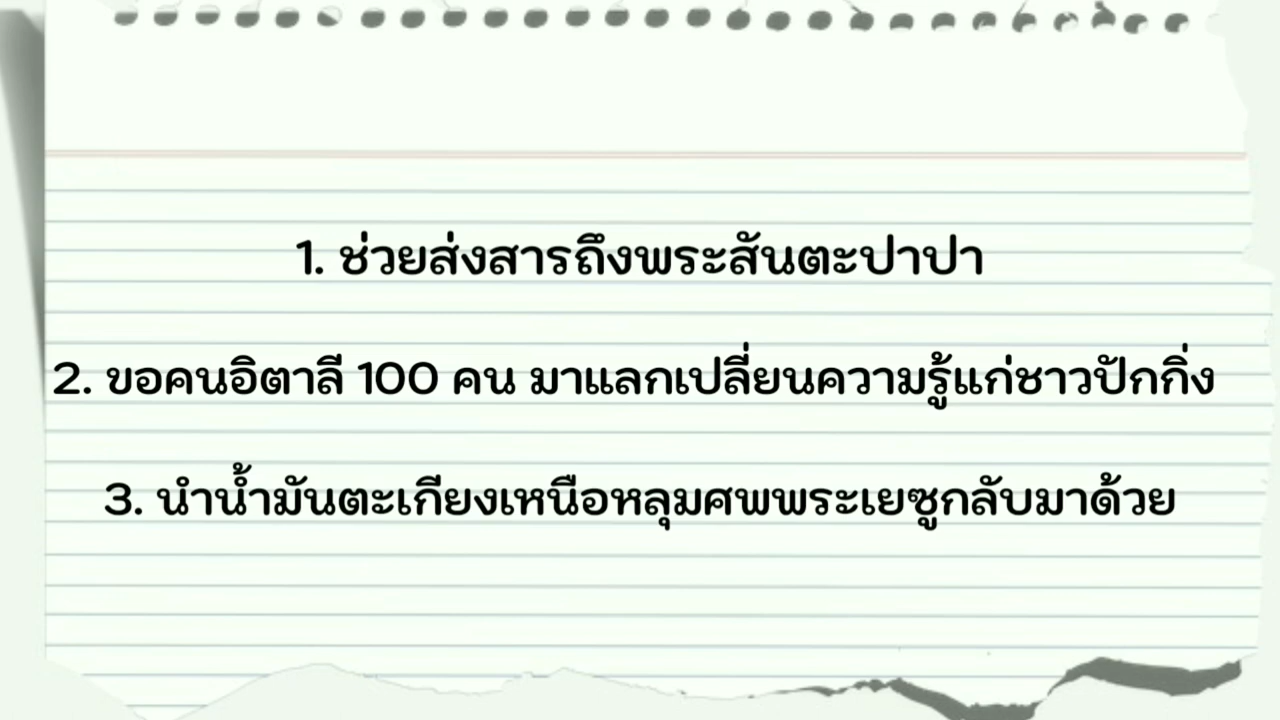 1. ช่วยส่งสารถึงพระสันตะปาปา
2. ขอคนอิตาลี 100 คน มาแลกเปลี่ยนความรู้แก่ชาวปักกิ่ง
3. นำน้ำมันตะเกียงเหนือหลุมศพพระเยซูกลับมาด้วย